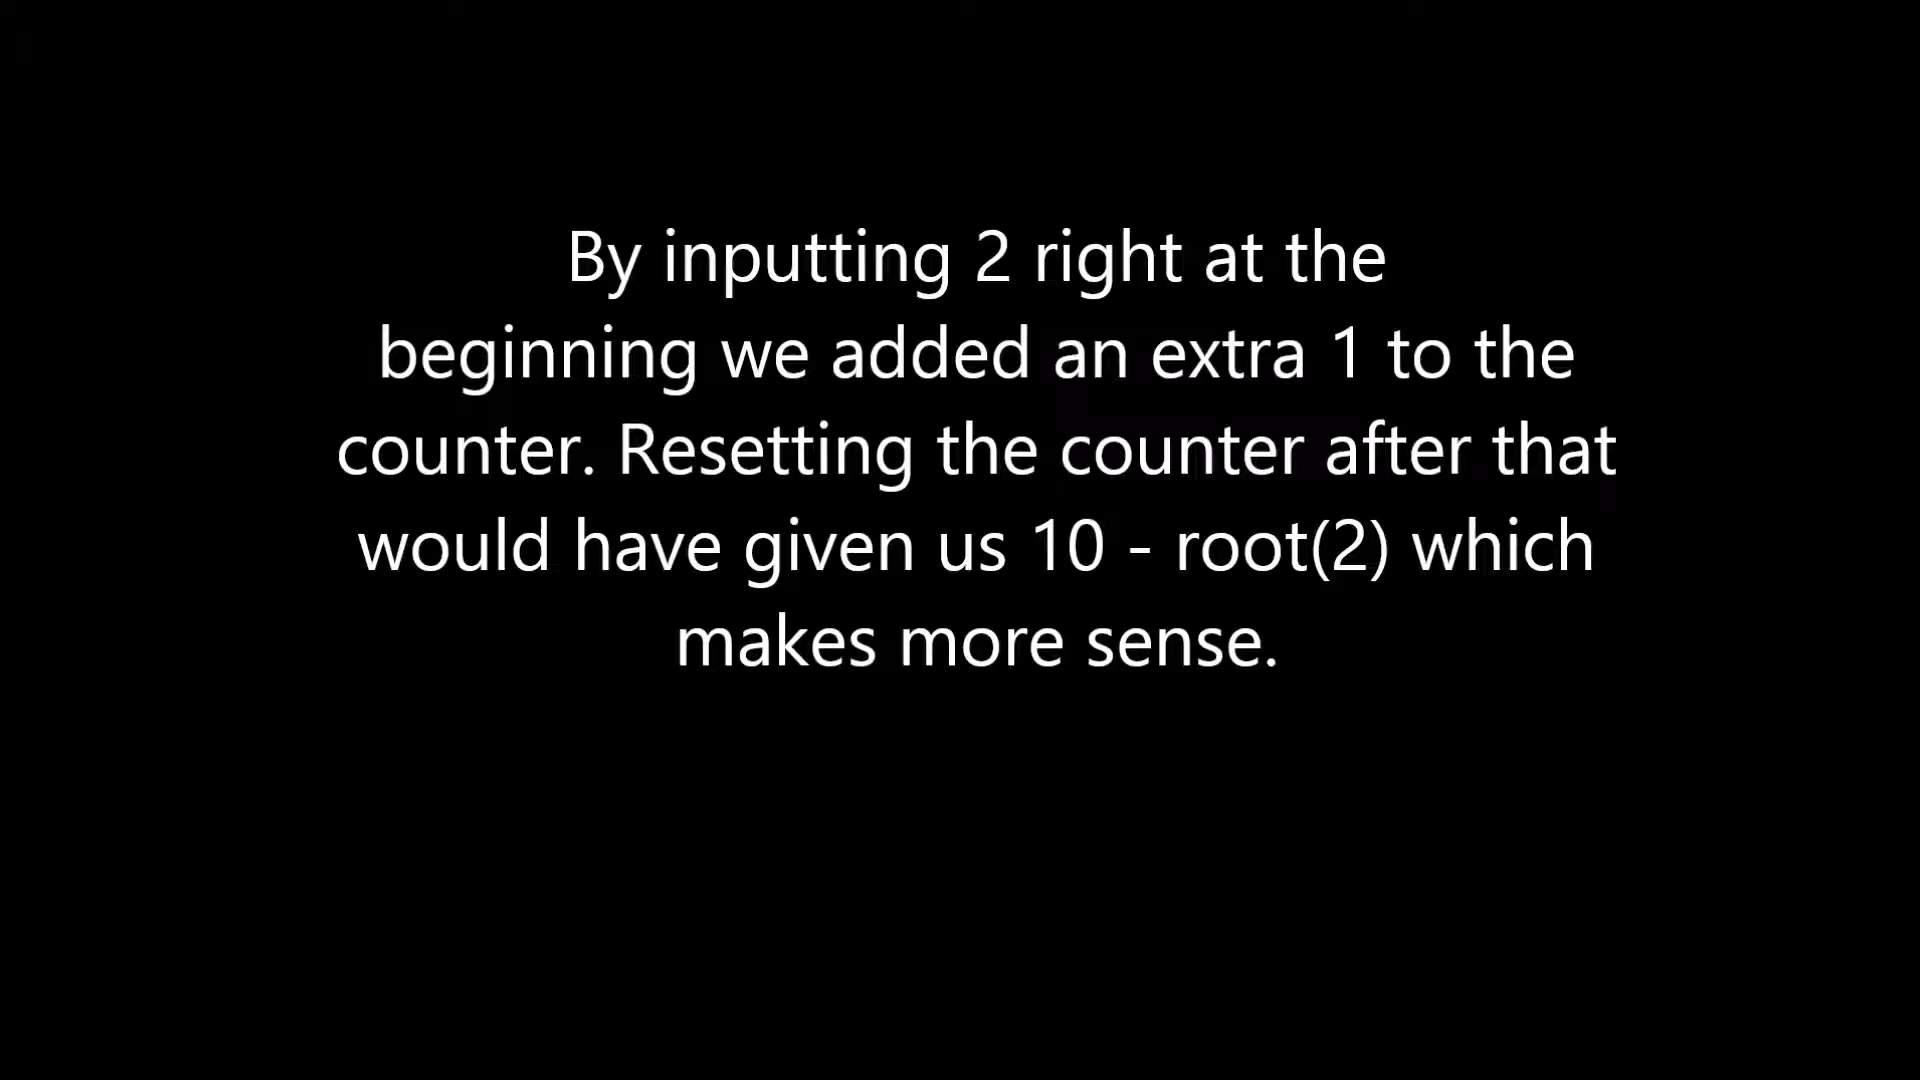 By inputting 2 right at the
beginning we added an extra 1 to the
counter. Resetting the counter after that
would have given us 10 - root(2) which
makes more sense.